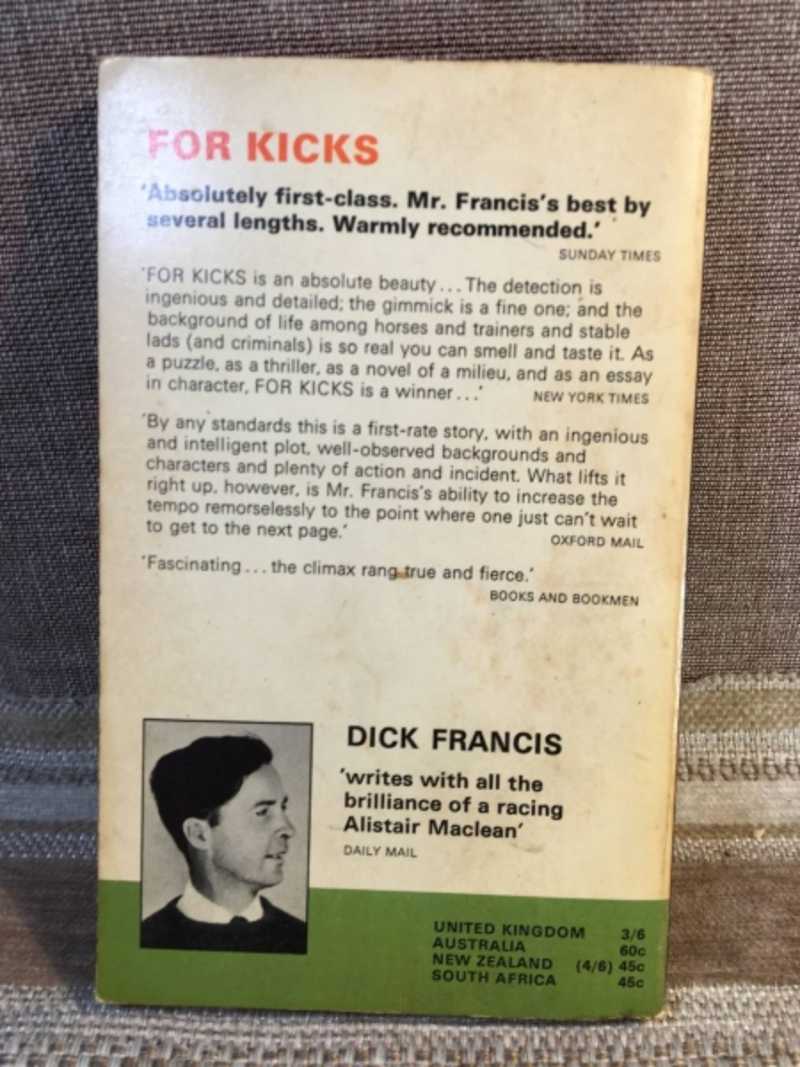 FOR KICKS
'Absolutely first-class. Mr. Francis's best by
several lengths. Warmly recommended.'
SUNDAY TIMES
'FOR KICKS is an absolute beauty... The detection is
ingenious and detailed; the gimmick is a fine one; and the
background of life among horses and trainers and stable
lads (and criminals) is so real you can smell and taste it. As
a puzzle, as a thriller, as a novel of a milieu, and as an essay
in character, FOR KICKS is a winner...' NEW YORK TIMES
'By any standards this is a first-rate story, with an ingenious
and intelligent plot, well-observed backgrounds and
characters and plenty of action and incident. What lifts it
right up, however, is Mr. Francis's ability to increase the
tempo remorselessly to the point where one just can't wait
to get to the next page.' OXFORD MAIL
'Fascinating... the climax rang true and fierce.'
BOOKS AND BOOKMEN
DICK FRANCIS
'writes with all the
brilliance of a racing
Alistair Maclean'
DAILY MAIL
UNITED KINGDOM 3/6
AUSTRALIA 60c
NEW ZEALAND (4/6) 45c
SOUTH AFRICA 45c